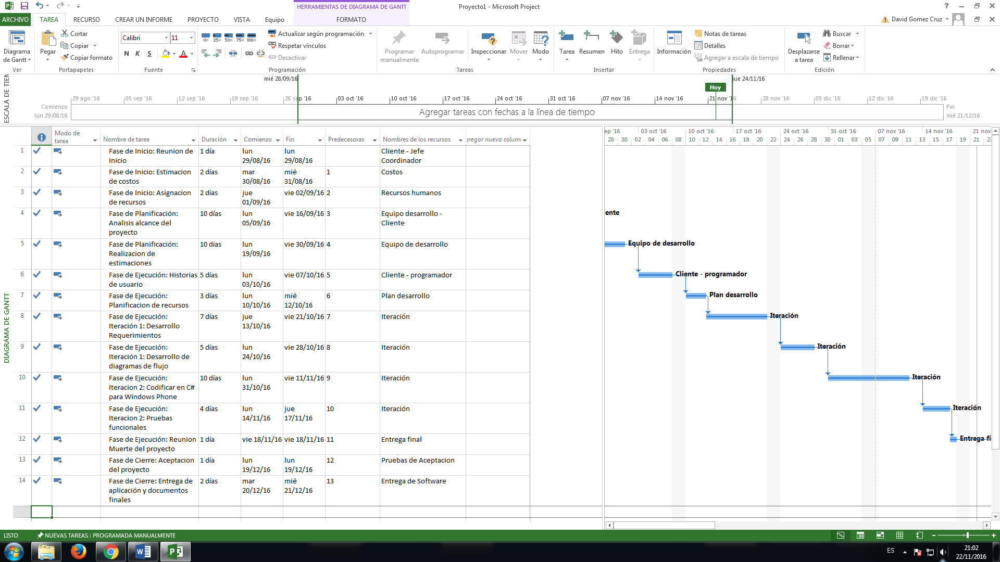 HERRAMIENTAS DE DIAGRAMA DE GANTT
Proyecto1 - Microsoft Project
ARCHIVO TAREA RECURSO CREAR UN INFORME PROYECTO VISTA Equipo FORMATO
David Gomez Cruz
Diagrama de Gantt
Ver
Pegar
Cortar
Copiar
Copiar formato
Portapapeles
Calibri 11
N K S
Fuente
0% 25% 50% 75% 100%
Actualizar según programación
Respetar vínculos
Desactivar
Programación
Programar manualmente
Autoprogramar
Inspeccionar
Mover
Modo
Tareas
Tarea
Resumen
Hito
Entrega
Insertar
Información
Notas de tareas
Detalles
Agregar a escala de tiempo
Propiedades
Desplazarse a tarea
Buscar
Borrar
Rellenar
Edición
ESCALA DE TIEN
mié 28/09/16
jue 24/11/16
Hoy
29 ago '16 05 sep '16 12 sep '16 19 sep '16 26 sep '16 03 oct '16 10 oct '16 17 oct '16 24 oct '16 31 oct '16 07 nov '16 14 nov '16 21 nov '16 28 nov '16 05 dic '16 12 dic '16 19 dic '16
Comienzo
lun 29/08/16
Agregar tareas con fechas a la línea de tiempo
Fin
mié 21/12/16
DIAGRAMA DE GANTT
Modo de tarea Nombre de tarea Duración Comienzo Fin Predecesoras Nombres de los recursos gregar nueva colum
1 Fase de Inicio: Reunion de Inicio 1 día lun 29/08/16 lun 29/08/16 Cliente - Jefe Coordinador
2 Fase de Inicio: Estimacion de costos 2 días mar 30/08/16 mié 31/08/16 1 Costos
3 Fase de Inicio: Asignacion de recursos 2 días jue 01/09/16 vie 02/09/16 2 Recursos humanos
4 Fase de Planificación: Analisis alcance del proyecto 10 días lun 05/09/16 vie 16/09/16 3 Equipo desarrollo - Cliente
5 Fase de Planificación: Realizacion de estimaciones 10 días lun 19/09/16 vie 30/09/16 4 Equipo de desarrollo
6 Fase de Ejecución: Historias de usuario 5 días lun 03/10/16 vie 07/10/16 5 Cliente - programador
7 Fase de Ejecución: Planificacion de recursos 3 días lun 10/10/16 mié 12/10/16 6 Plan desarrollo
8 Fase de Ejecución: Iteración 1: Desarrollo Requerimientos 7 días jue 13/10/16 vie 21/10/16 7 Iteración
9 Fase de Ejecución: Iteración 1: Desarrollo de diagramas de flujo 5 días lun 24/10/16 vie 28/10/16 8 Iteración
10 Fase de Ejecución: Iteracion 2: Codificar en C# para Windows Phone 10 días lun 31/10/16 vie 11/11/16 9 Iteración
11 Fase de Ejecución: Iteracion 2: Pruebas funcionales 4 días lun 14/11/16 jue 17/11/16 10 Iteración
12 Fase de Ejecución: Reunion Muerte del proyecto 1 día vie 18/11/16 vie 18/11/16 11 Entrega final
13 Fase de Cierre: Aceptacion del proyecto 1 día lun 19/12/16 lun 19/12/16 12 Pruebas de Aceptacion
14 Fase de Cierre: Entrega de aplicación y documentos finales 2 días mar 20/12/16 mié 21/12/16 13 Entrega de Software
ep '16 03 oct '16 10 oct '16 17 oct '16 24 oct '16 31 oct '16 07 nov '16 14 nov '16 21 nov
28 30 02 04 06 08 10 12 14 16 18 20 22 24 26 28 30 01 03 05 07 09 11 13 15 17 19 21 23
ente
Equipo de desarrollo
Cliente - programador
Plan desarrollo
Iteración
Iteración
Iteración
Iteración
Entrega fi
LISTO
NUEVAS TAREAS : PROGRAMADA MANUALMENTE
ES
21:02
22/11/2016